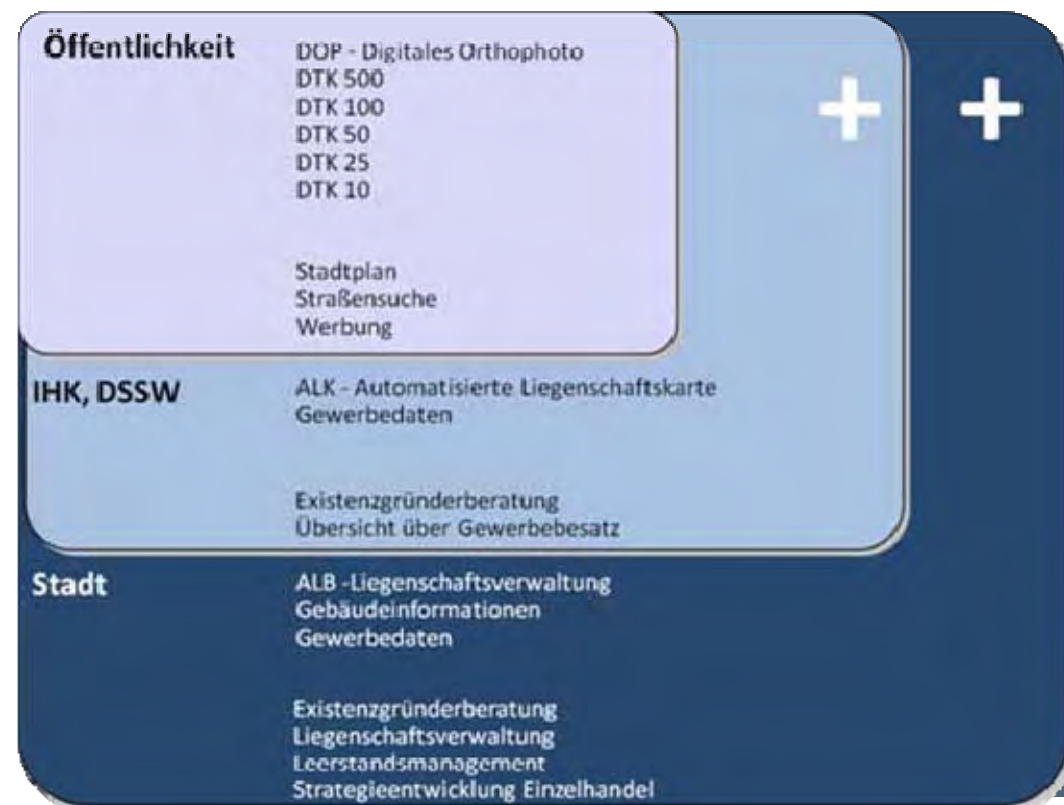 Öffentlichkeit
DOP - Digitales Orthophoto
DTK 500
DTK 100
DTK 50
DTK 25
DTK 10
Stadtplan
Straßensuche
Werbung
+ +
IHK, DSSW
ALK - Automatisierte Liegenschaftskarte
Gewerbedaten
Existenzgründerberatung
Übersicht über Gewerbebesatz
Stadt
ALB -Liegenschaftsverwaltung
Gebäudeinformationen
Gewerbedaten
Existenzgründerberatung
Liegenschaftsverwaltung
Leerstandsmanagement
Strategieentwicklung Einzelhandel